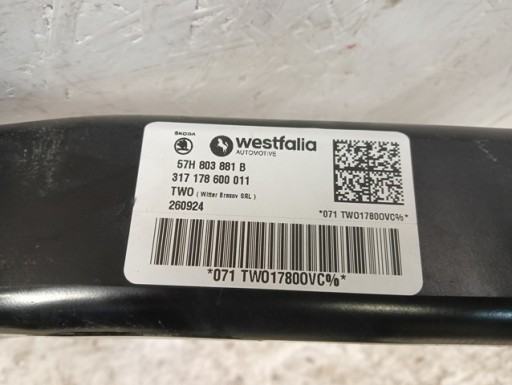 ŠKODA
westfalia
AUTOMOTIVE
57H 803 881 B
317 178 600 011
TWO ( Witter Brasov SRL )
260924
*071 TWO17800VC%*
*071 TWO17800VC%*